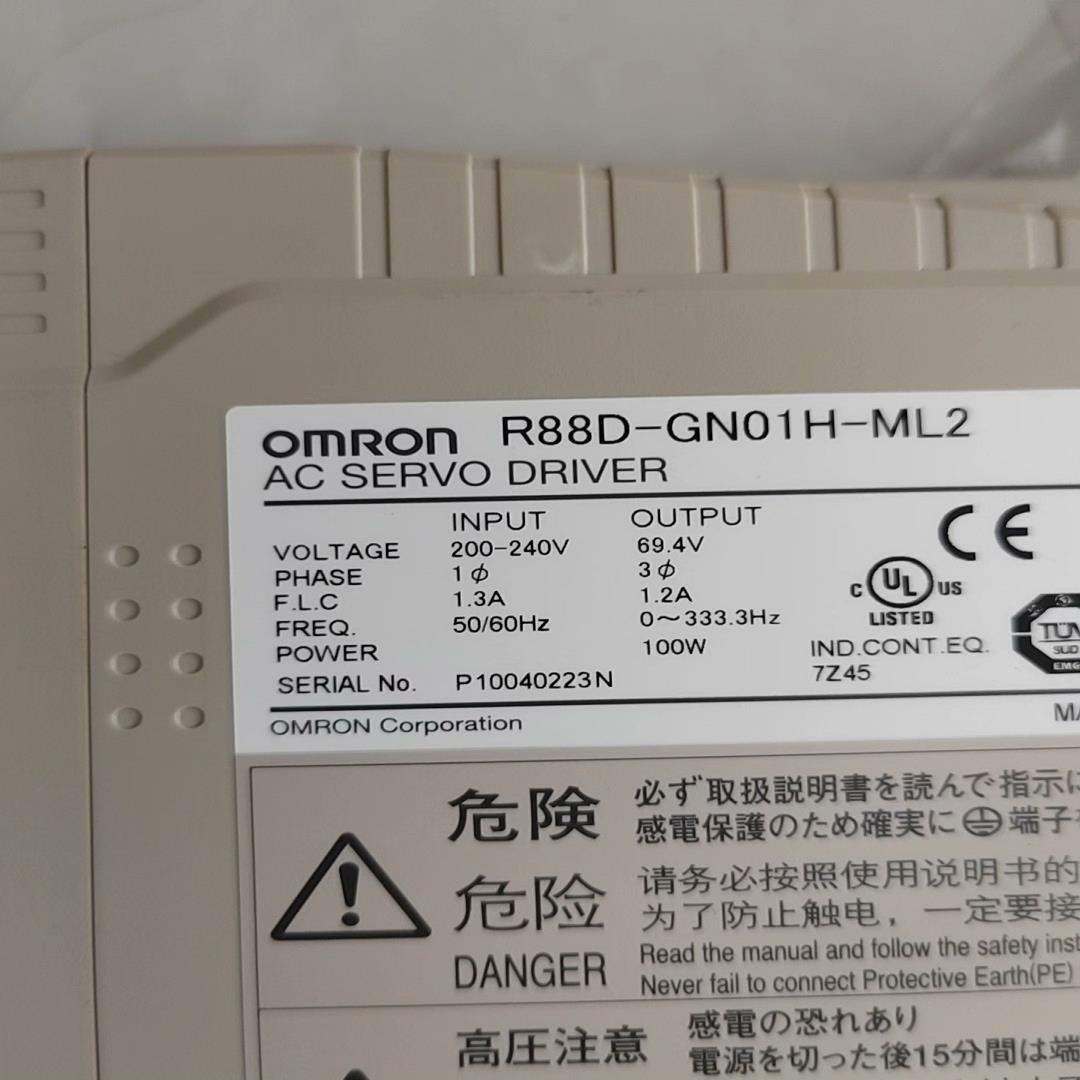 OMRON R88D-GN01H-ML2
AC SERVO DRIVER
INPUT OUTPUT
VOLTAGE 200-240V 69.4V
PHASE 1ϕ 3ϕ
F.L.C 1.3A 1.2A
FREQ. 50/60Hz 0～333.3Hz
POWER 100W
SERIAL No. P10040223N
CE
C UL US
LISTED
IND.CONT.EQ.
7Z45
TÜV
SÜD
OMRON Corporation
危険
必ず取扱説明書を読んで指示に
感電保護のため確実に端子
危险
请务必按照使用说明书的
为了防止触电，一定要接
DANGER
Read the manual and follow the safety
Never fail to connect Protective Earth(PE)
高圧注意
感電の恐れあり
電源を切った後15分間は端